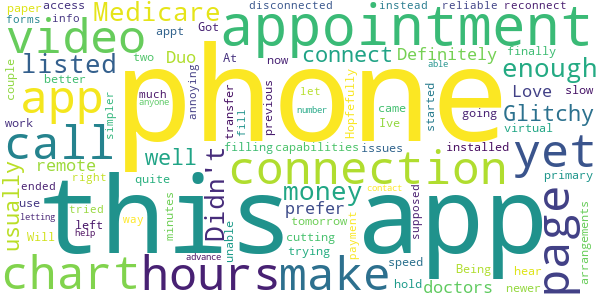 paper access info appt disconnected instead reliable reconnect
forms Medicare Got appointment
video two Duo At now Definitely finally
couple listed better app annoying phone connect enough able
simpler much let hopefully came started slow
anyone transfer fill previous Ive going Love Glitchy
number virtual installed
call work well Didn't filling capabilities issues yet
usually remote connection primary
ended right quite money prefer page
use tried this app tomorrow supposed arrangements
letting left way minutes unable cutting payment contact Being
Will trying speed hear
help advance hold doctors newer
chart hours make